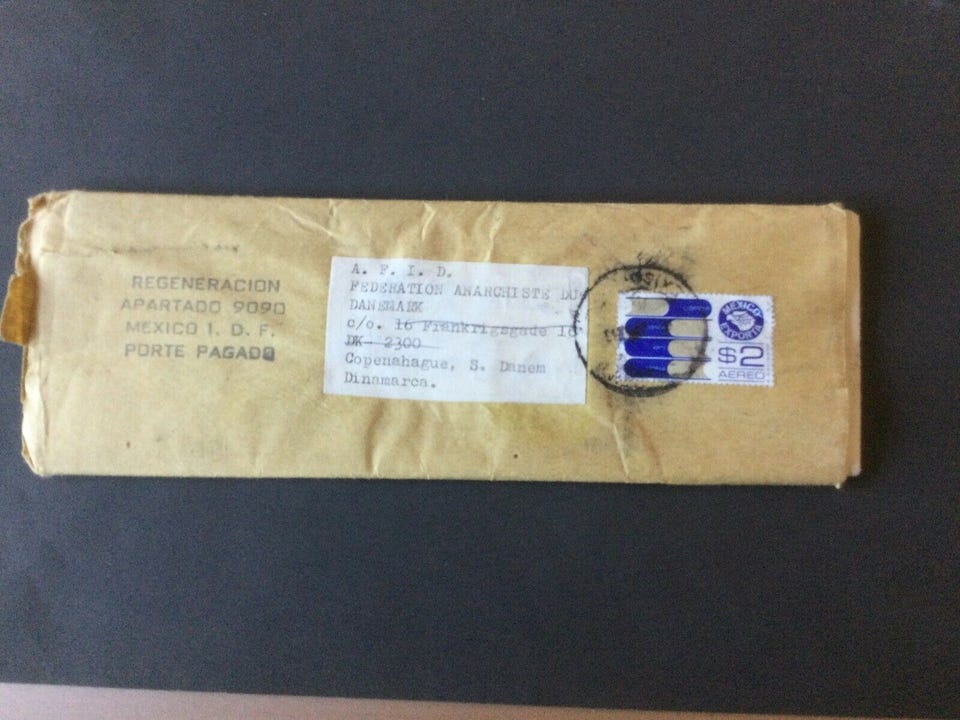 REGENERACION
APARTADO 9090
MEXICO 1. D. F.
PORTE PAGADO
A. F. I. D.
FEDERATION ANARCHISTE DU
DANEMARK
c/o. 16 Frankrigsgade 16
DK- 2300
Copenahague, S. Danem
Dinamarca.
MEXICO
EXPORTA
$2
AEREO